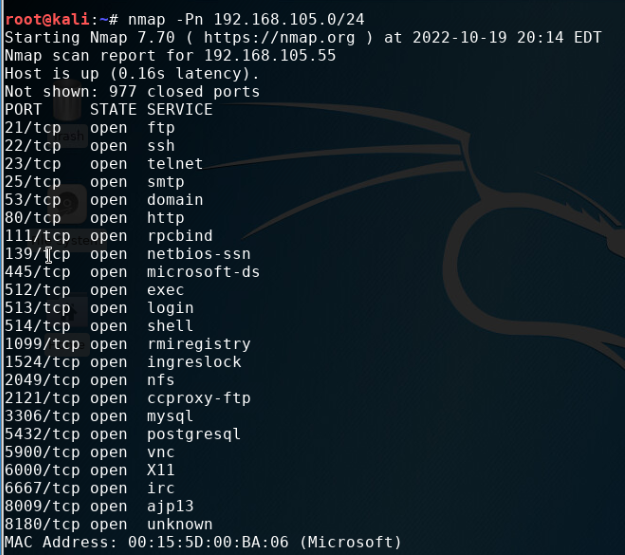 root@kali:~# nmap -Pn 192.168.105.0/24
Starting Nmap 7.70 ( https://nmap.org ) at 2022-10-19 20:14 EDT
Nmap scan report for 192.168.105.55
Host is up (0.16s latency).
Not shown: 977 closed ports
PORT     STATE SERVICE
21/tcp   open  ftp
22/tcp   open  ssh
23/tcp   open  telnet
25/tcp   open  smtp
53/tcp   open  domain
80/tcp   open  http
111/tcp  open  rpcbind
139/tcp  open  netbios-ssn
445/tcp  open  microsoft-ds
512/tcp  open  exec
513/tcp  open  login
514/tcp  open  shell
1099/tcp open  rmiregistry
1524/tcp open  ingreslock
2049/tcp open  nfs
2121/tcp open  ccproxy-ftp
3306/tcp open  mysql
5432/tcp open  postgresql
5900/tcp open  vnc
6000/tcp open  X11
6667/tcp open  irc
8009/tcp open  ajp13
8180/tcp open  unknown
MAC Address: 00:15:5D:00:BA:06 (Microsoft)